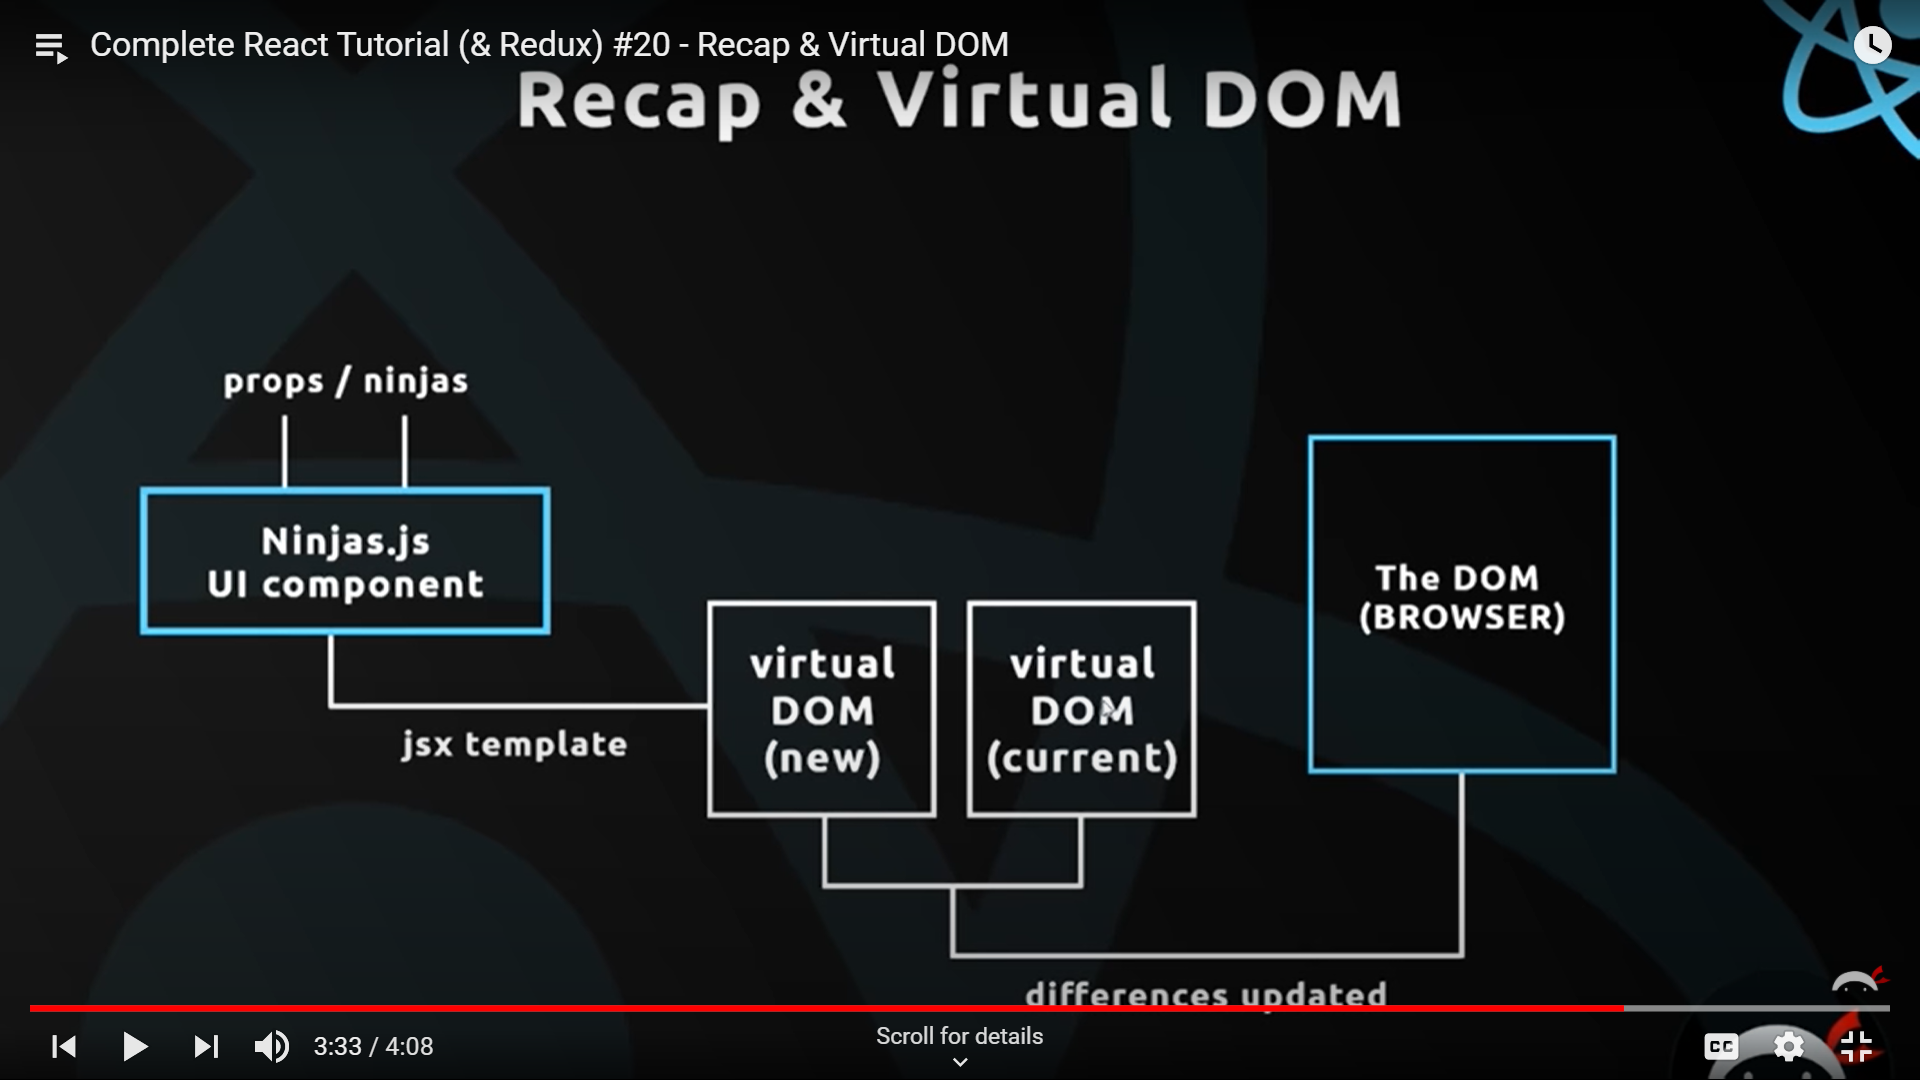 Complete React Tutorial (& Redux) #20 - Recap & Virtual DOM
Recap & Virtual DOM
props / ninjas
Ninjas.js
UI component
jsx template
virtual
DOM
(new)
virtual
DOM
(current)
The DOM
(BROWSER)
differences updated
3:33 / 4:08
Scroll for details
CC